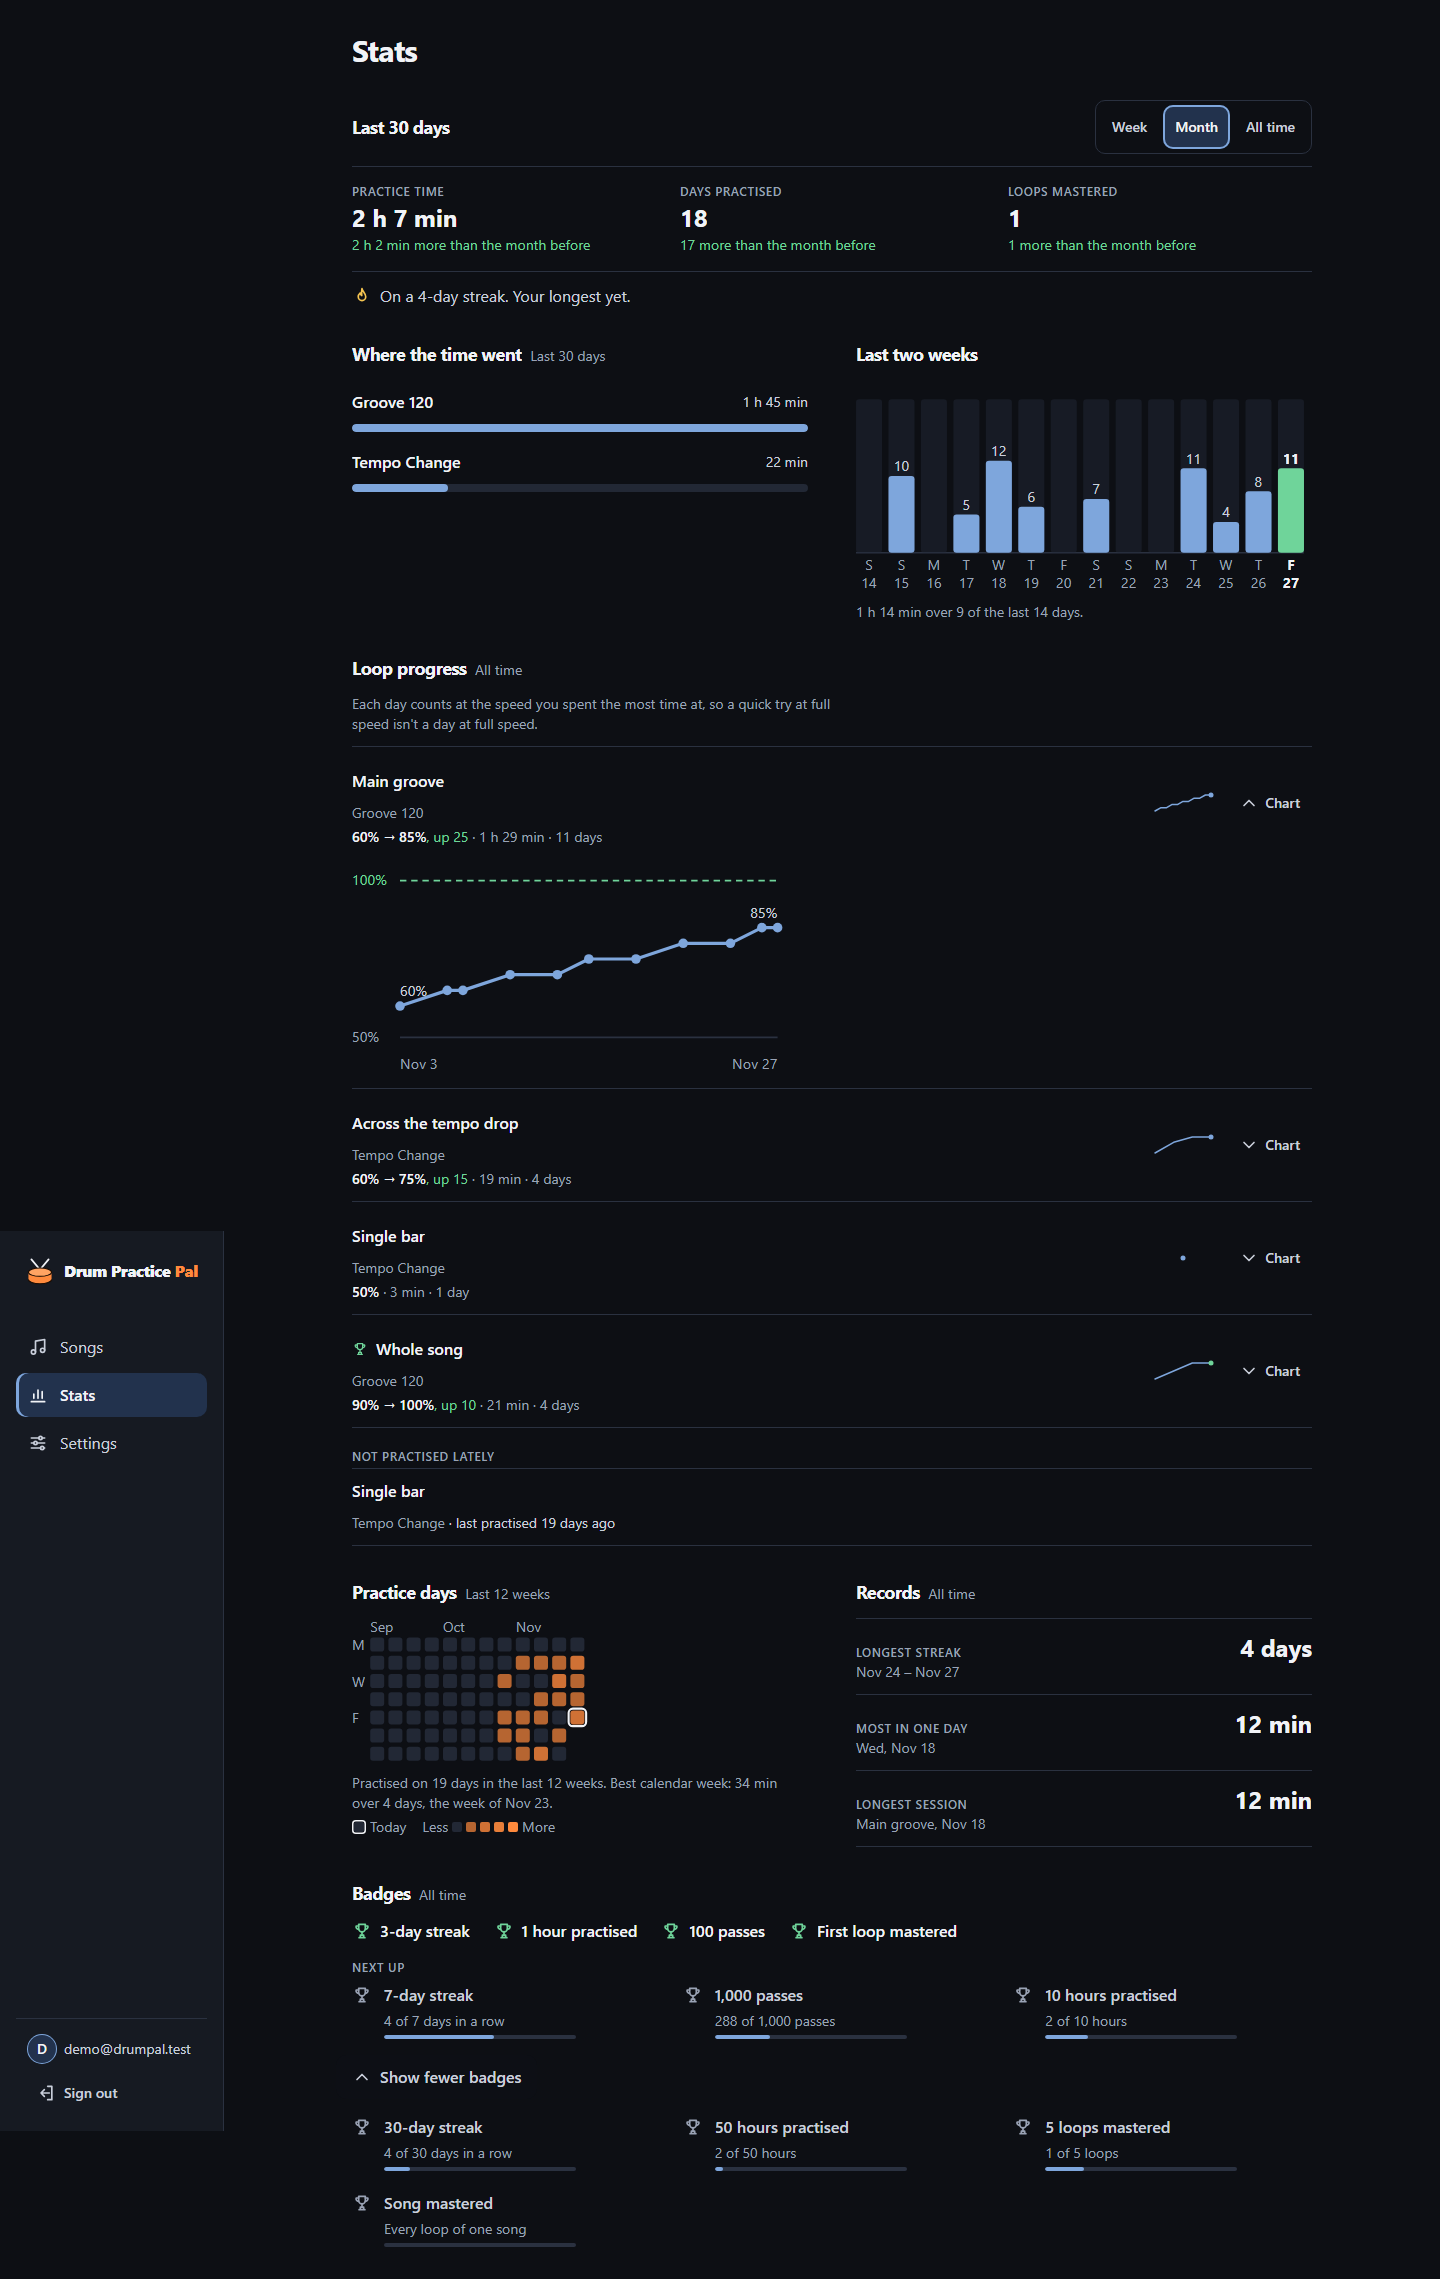 Stats
Last 30 days
Week Month All time
PRACTICE TIME
2 h 7 min
2 h 2 min more than the month before
DAYS PRACTISED
18
17 more than the month before
LOOPS MASTERED
1
1 more than the month before
On a 4-day streak. Your longest yet.
Where the time went Last 30 days
Groove 120 1 h 45 min
Tempo Change 22 min
Last two weeks
10 5 12 6 7 11 4 8 11
S S M T W T F S S M T W T F
14 15 16 17 18 19 20 21 22 23 24 25 26 27
1 h 14 min over 9 of the last 14 days.
Loop progress All time
Each day counts at the speed you spent the most time at, so a quick try at full
speed isn't a day at full speed.
Main groove
Groove 120
60% → 85%, up 25 · 1 h 29 min · 11 days
Chart
100%
85%
60%
50%
Nov 3 Nov 27
Across the tempo drop
Tempo Change
60% → 75%, up 15 · 19 min · 4 days
Chart
Single bar
Tempo Change
50% · 3 min · 1 day
Chart
Whole song
Groove 120
90% → 100%, up 10 · 21 min · 4 days
Chart
NOT PRACTISED LATELY
Single bar
Tempo Change · last practised 19 days ago
Practice days Last 12 weeks
Sep Oct Nov
M
W
F
Practised on 19 days in the last 12 weeks. Best calendar week: 34 min
over 4 days, the week of Nov 23.
Today Less More
Records All time
LONGEST STREAK
Nov 24 – Nov 27
4 days
MOST IN ONE DAY
Wed, Nov 18
12 min
LONGEST SESSION
Main groove, Nov 18
12 min
Badges All time
3-day streak 1 hour practised 100 passes First loop mastered
NEXT UP
7-day streak
4 of 7 days in a row
1,000 passes
288 of 1,000 passes
10 hours practised
2 of 10 hours
Show fewer badges
30-day streak
4 of 30 days in a row
50 hours practised
2 of 50 hours
5 loops mastered
1 of 5 loops
Song mastered
Every loop of one song
Drum Practice Pal
Songs
Stats
Settings
D demo@drumpal.test
Sign out